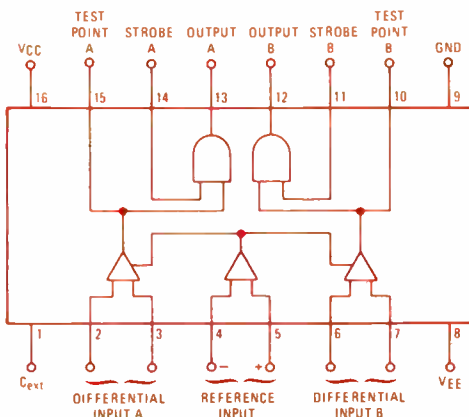 TEST POINT A
STROBE A
OUTPUT A
OUTPUT B
STROBE B
TEST POINT B
VCC
GND
16
15
14
13
12
11
10
9
1
2
3
4
5
6
7
8
−
+
Cext
DIFFERENTIAL INPUT A
REFERENCE INPUT
DIFFERENTIAL INPUT B
VEE